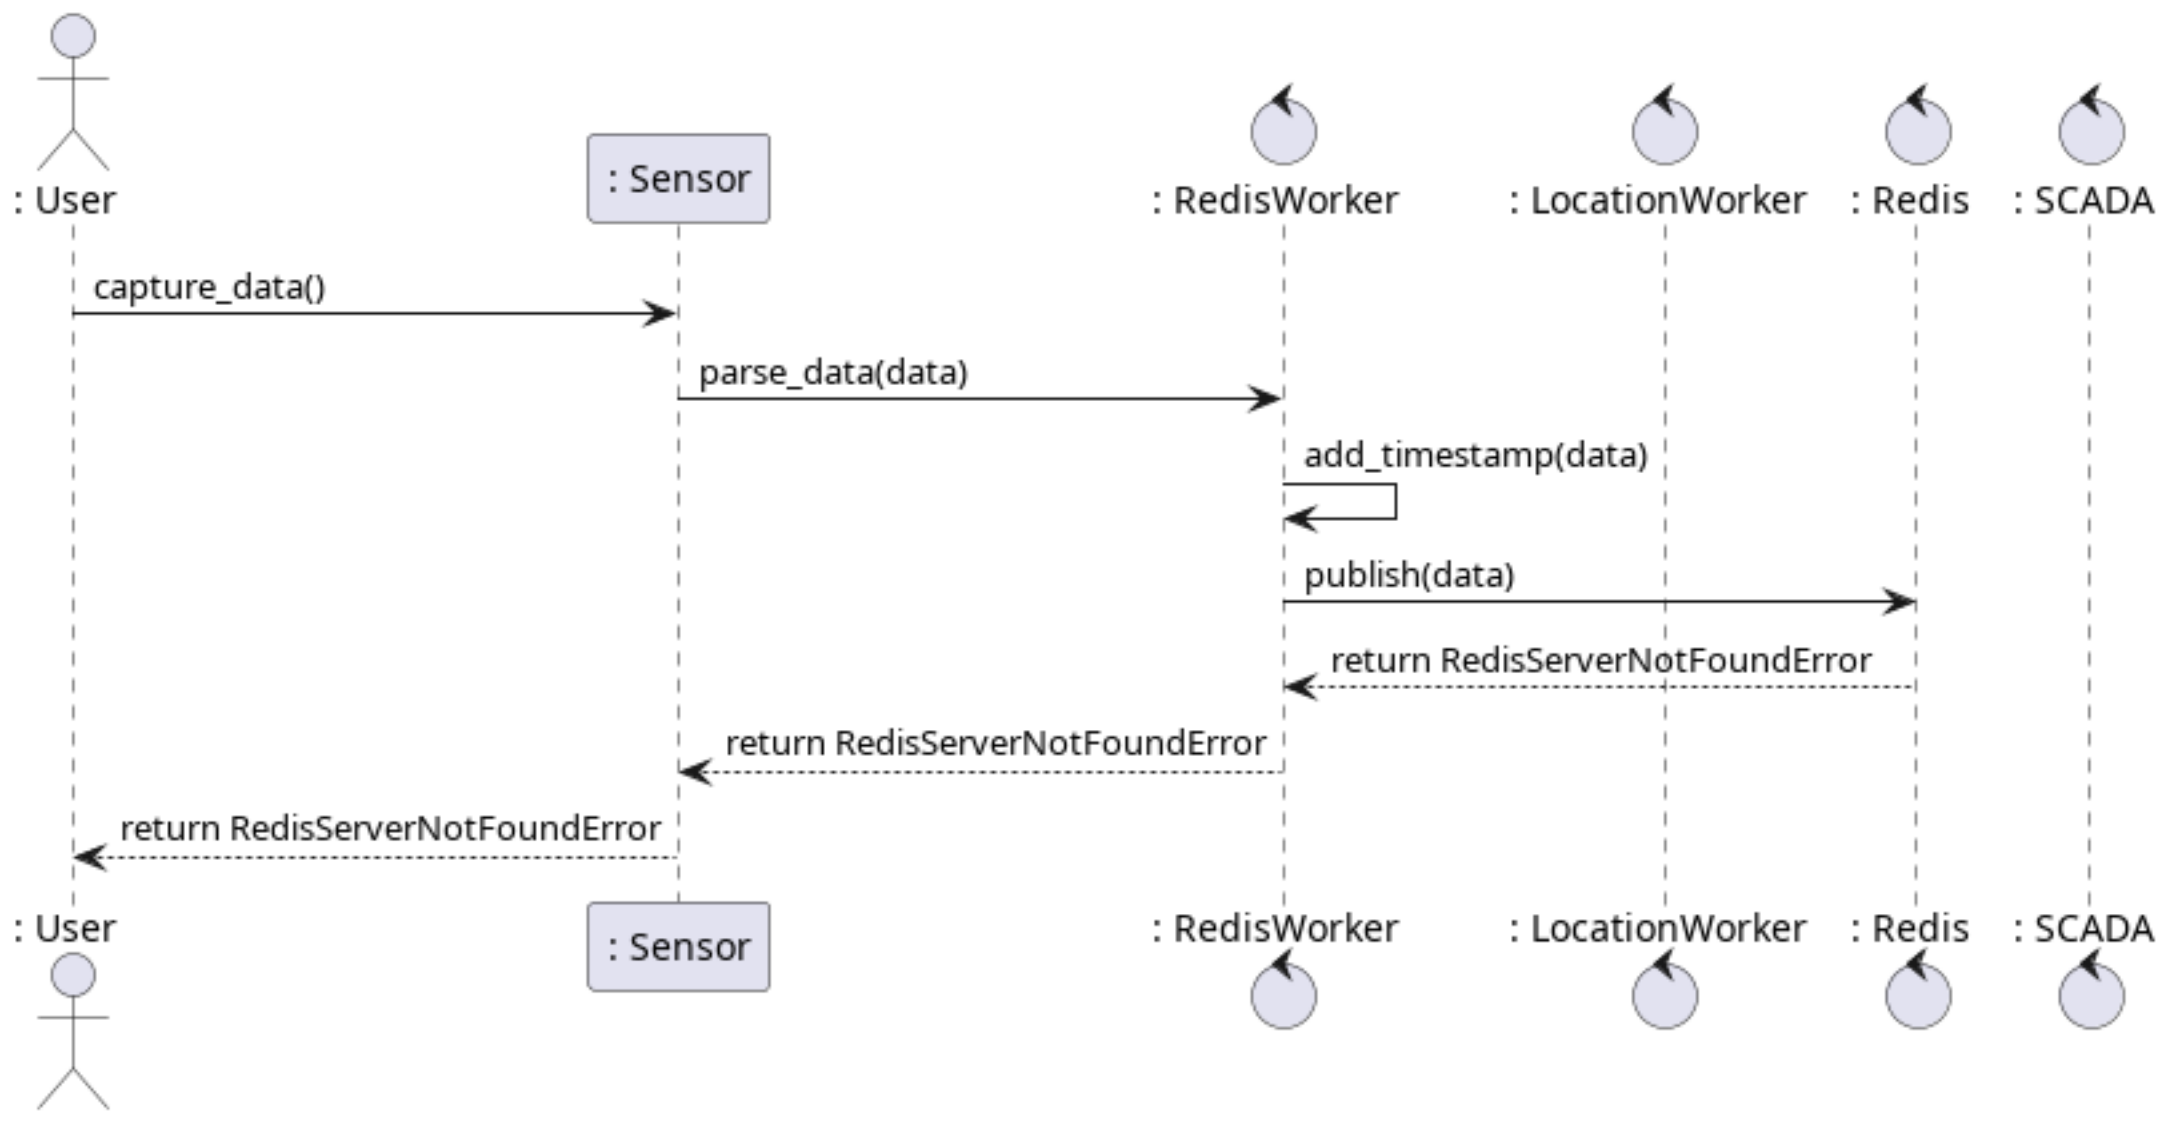 : User
: Sensor
: RedisWorker
: LocationWorker
: Redis
: SCADA
capture_data()
parse_data(data)
add_timestamp(data)
publish(data)
return RedisServerNotFoundError
return RedisServerNotFoundError
return RedisServerNotFoundError
: User
: Sensor
: RedisWorker
: LocationWorker
: Redis
: SCADA